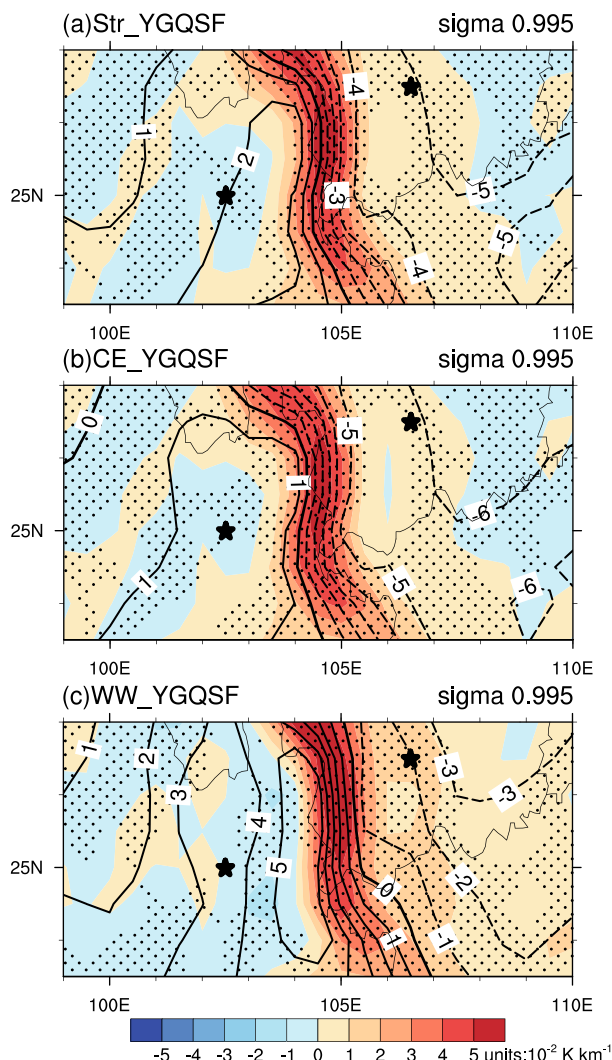 (a)Str_YGQSF sigma 0.995
-4
1
2
25N
-3
-5
-5
-4
100E 105E 110E
(b)CE_YGQSF sigma 0.995
0
-5
1
-6
25N
1
-5
-6
100E 105E 110E
(c)WW_YGQSF sigma 0.995
1
2
3
-3
-3
4
5
25N
-2
0
1
-1
100E 105E 110E
-5 -4 -3 -2 -1 0 1 2 3 4 5 units:10⁻² K km⁻¹